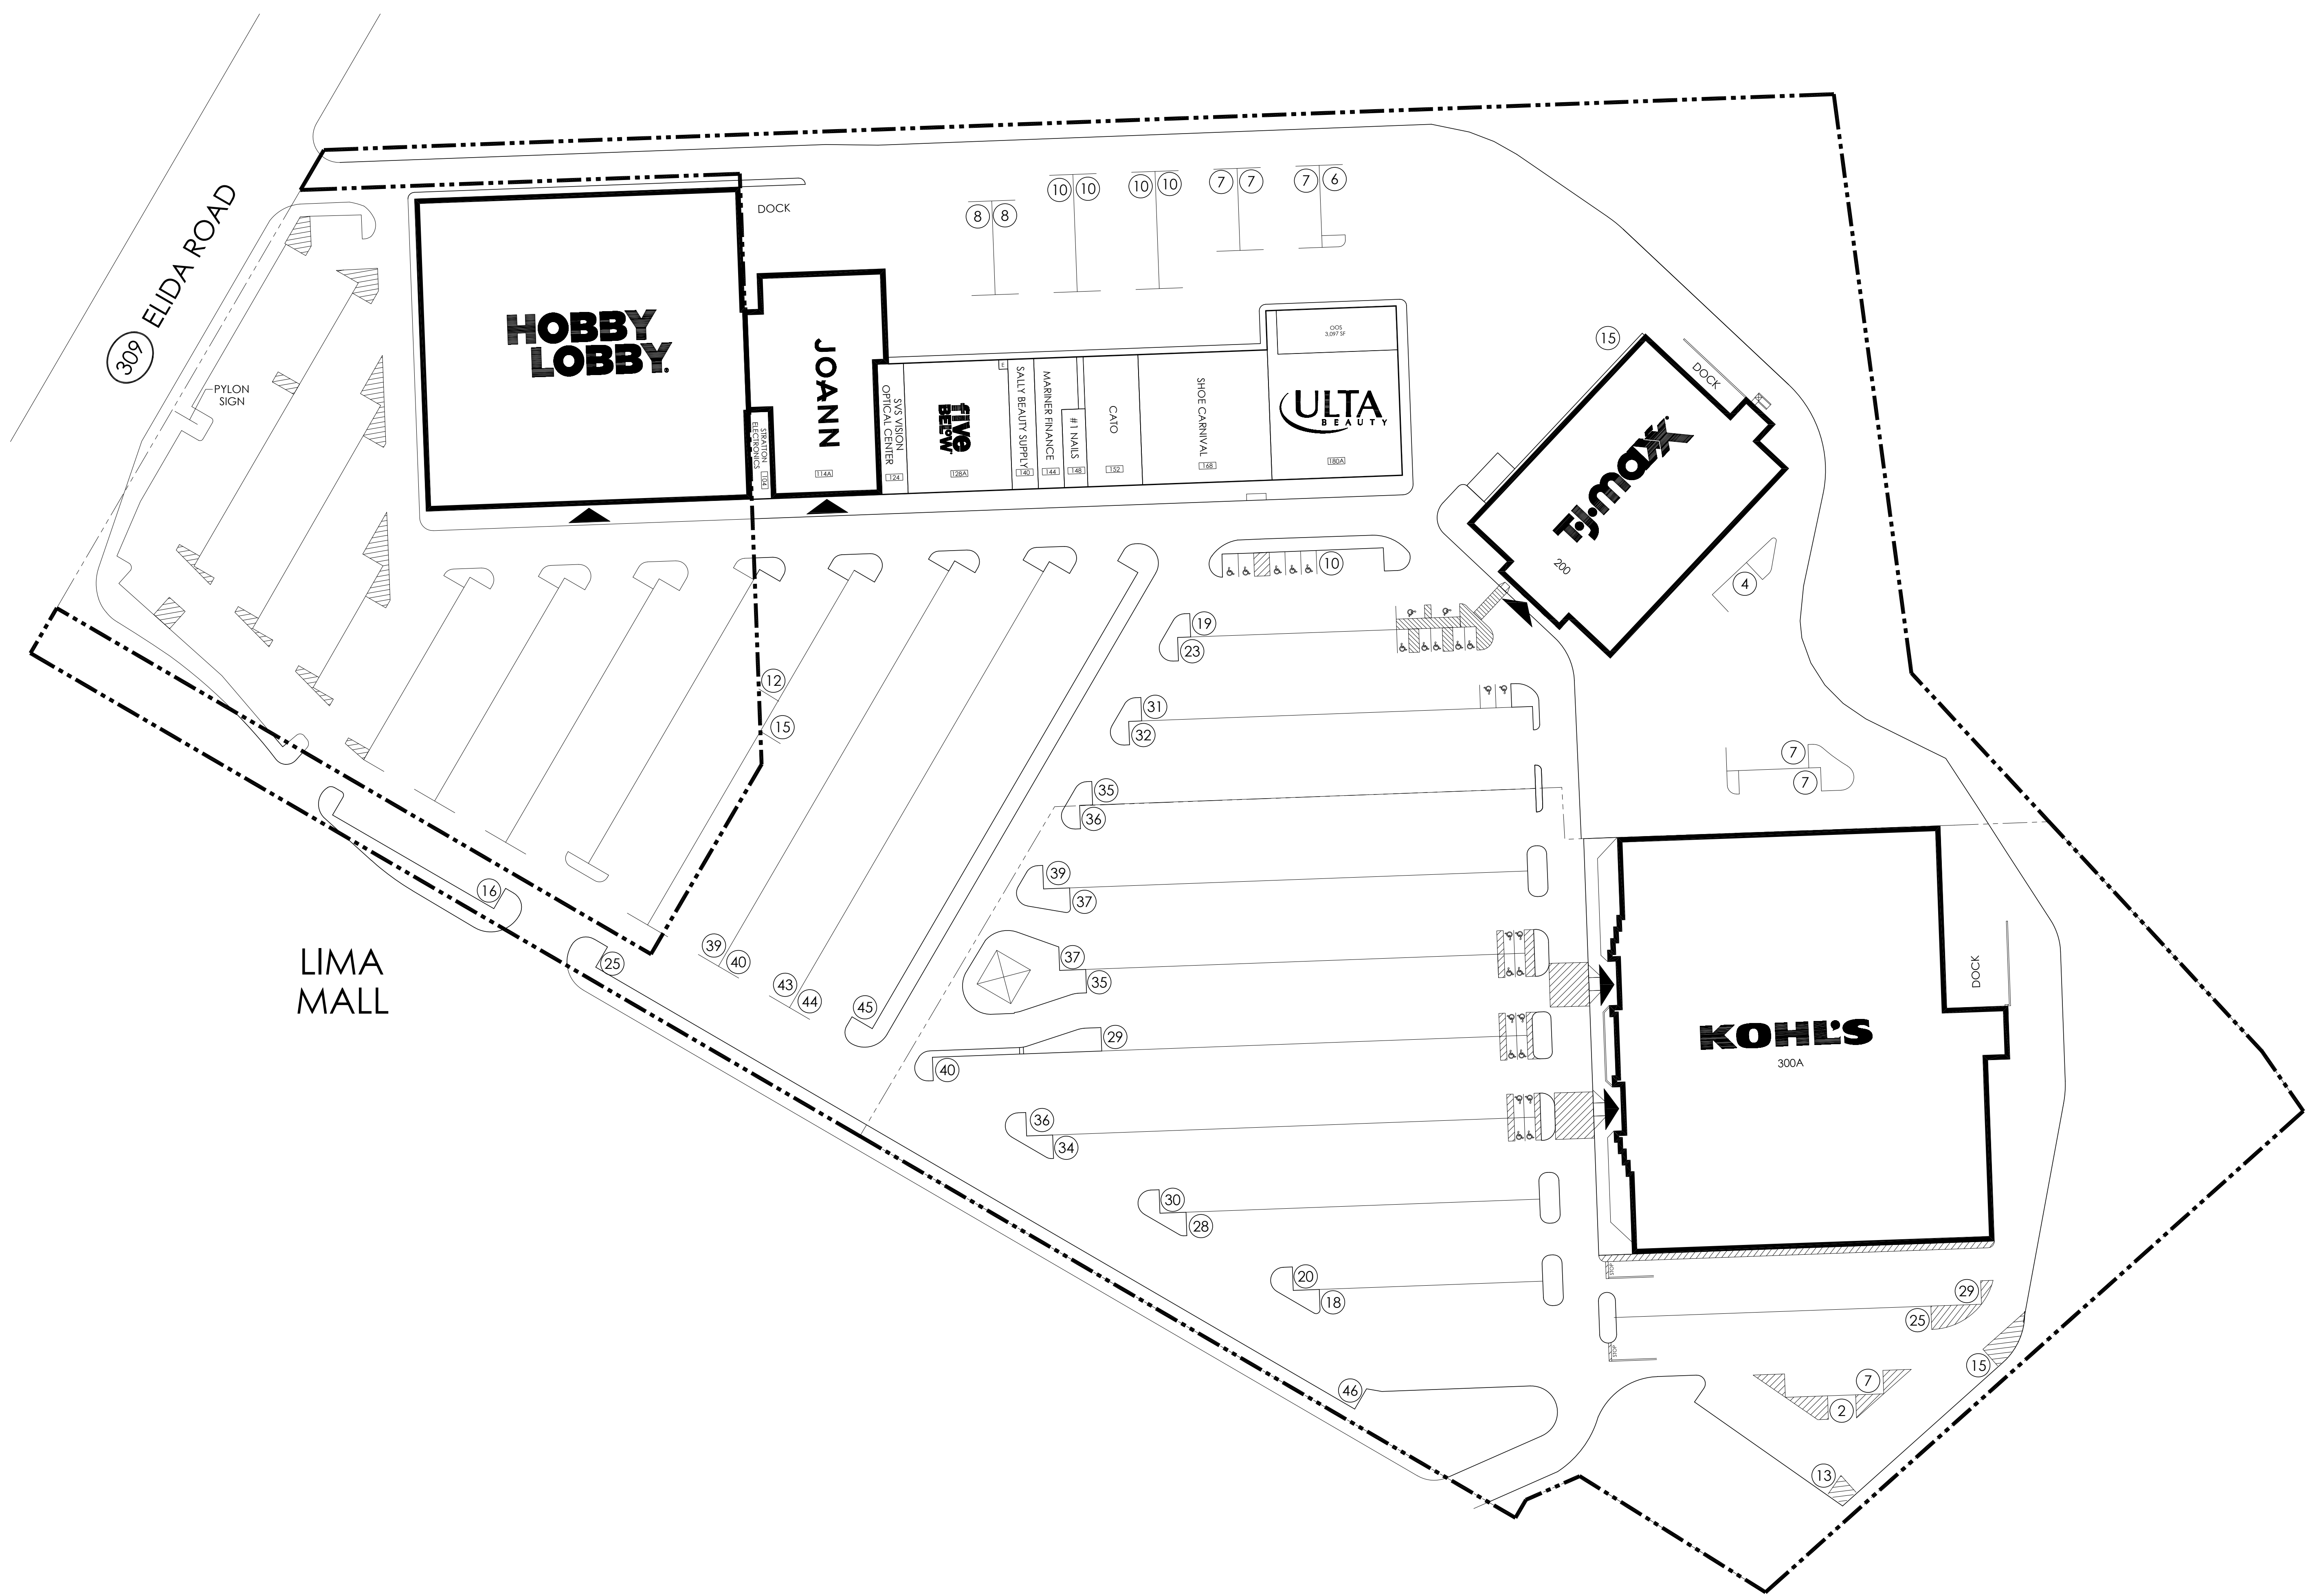 309 ELIDA ROAD
PYLON
SIGN
HOBBY
LOBBY.
DOCK
JOANN
114A
STRATTON
ELECTRONICS
104
SVS VISION
OPTICAL CENTER
124
five
BELOW
128A
E
SALLY BEAUTY SUPPLY
140
MARINER FINANCE
144
#1 NAILS
148
CATO
152
SHOE CARNIVAL
168
OOS
3,097 SF
ULTA
BEAUTY
180A
8 8
10 10
10 10
7 7
7 6
15
DOCK
T.J.maxx
200
4
10
19
23
31
32
7
7
35
36
39
37
37
35
29
40
36
34
30
28
20
18
46
12
15
16
25
39
40
43
44
45
LIMA
MALL
DOCK
KOHL'S
300A
STOP
STOP
29
25
15
7
2
13